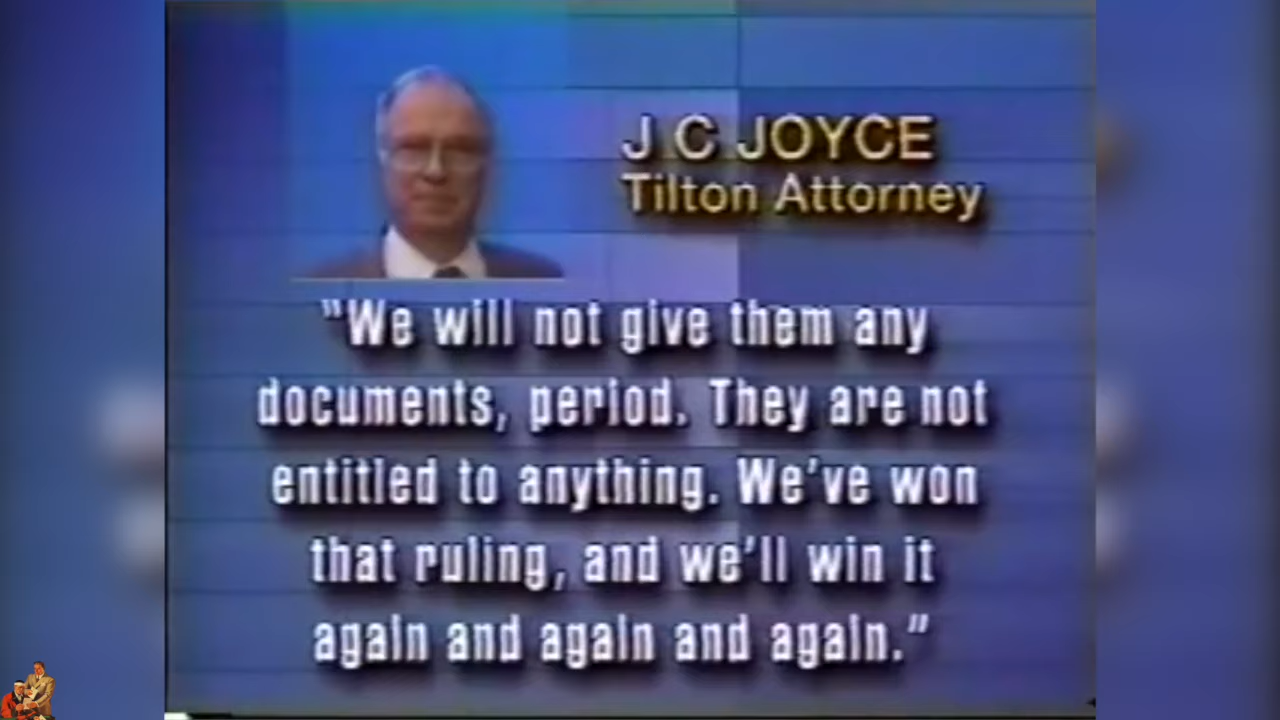 J C JOYCE
Tilton Attorney
"We will not give them any
documents, period. They are not
entitled to anything. We've won
that ruling, and we'll win it
again and again and again."